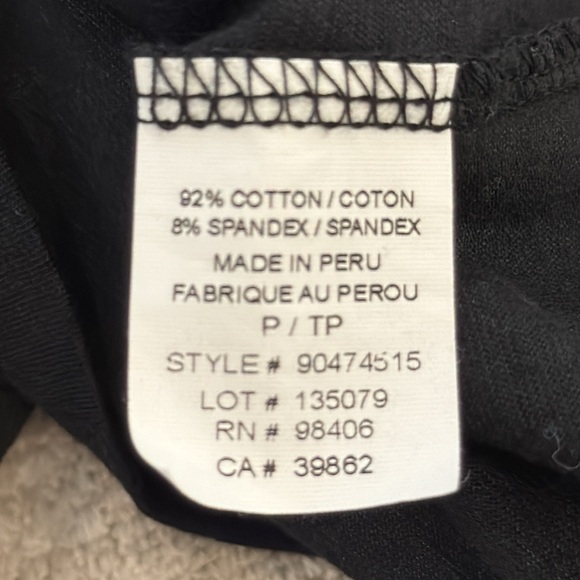 92% COTTON / COTON
8% SPANDEX / SPANDEX
MADE IN PERU
FABRIQUE AU PEROU
P / TP
STYLE # 90474515
LOT # 135079
RN # 98406
CA # 39862